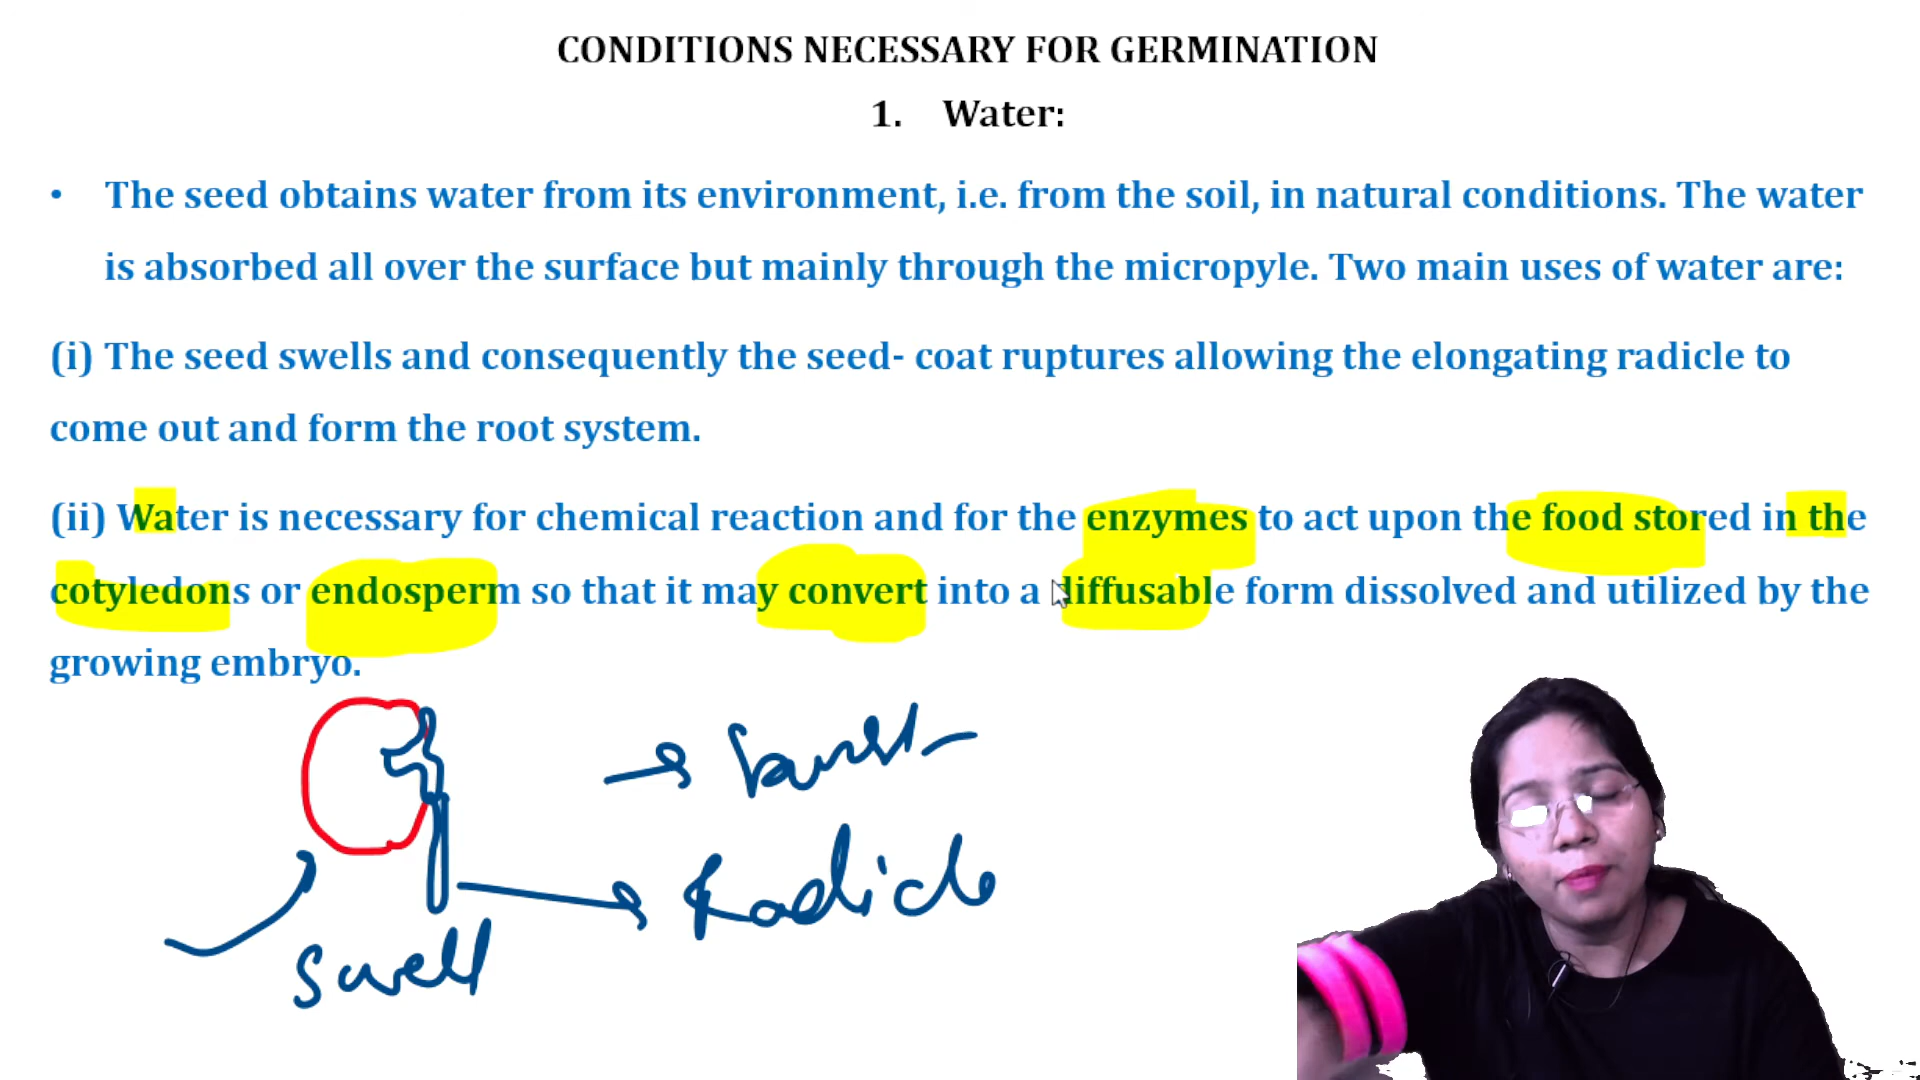 CONDITIONS NECESSARY FOR GERMINATION
1. Water:
• The seed obtains water from its environment, i.e. from the soil, in natural conditions. The water
is absorbed all over the surface but mainly through the micropyle. Two main uses of water are:
(i) The seed swells and consequently the seed- coat ruptures allowing the elongating radicle to
come out and form the root system.
(ii) Water is necessary for chemical reaction and for the enzymes to act upon the food stored in the
cotyledons or endosperm so that it may convert into a diffusable form dissolved and utilized by the
growing embryo.
burst
Radicle
Swell